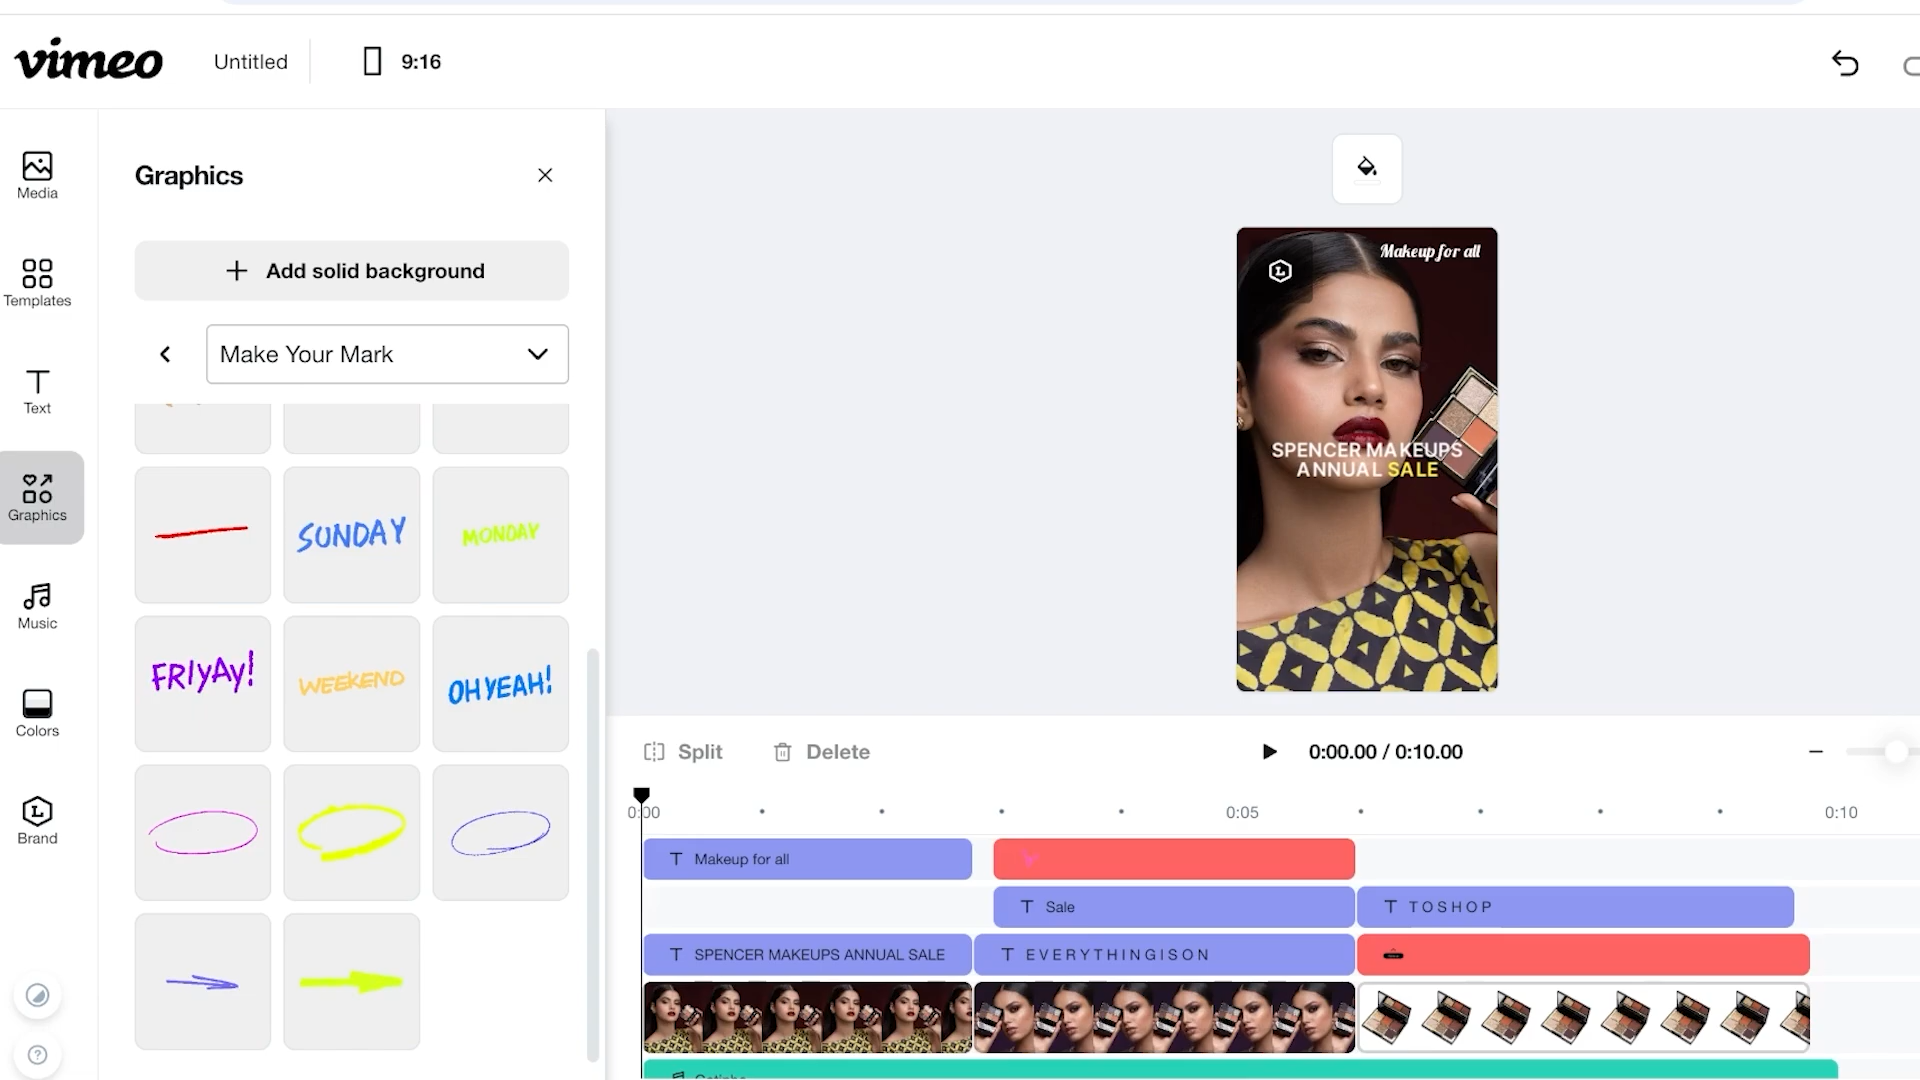 vimeo
Untitled
9:16
Media
Templates
Text
Graphics
Music
Colors
Brand
Graphics
Add solid background
Make Your Mark
SUNDAY
MONDAY
FRIYAY!
WEEKEND
OH YEAH!
Makeup for all
L
SPENCER MAKEUPS
ANNUAL SALE
Split
Delete
0:00.00 / 0:10.00
0:00
0:05
0:10
T Makeup for all
T Sale
T T O S H O P
T SPENCER MAKEUPS ANNUAL SALE
T E V E R Y T H I N G I S O N